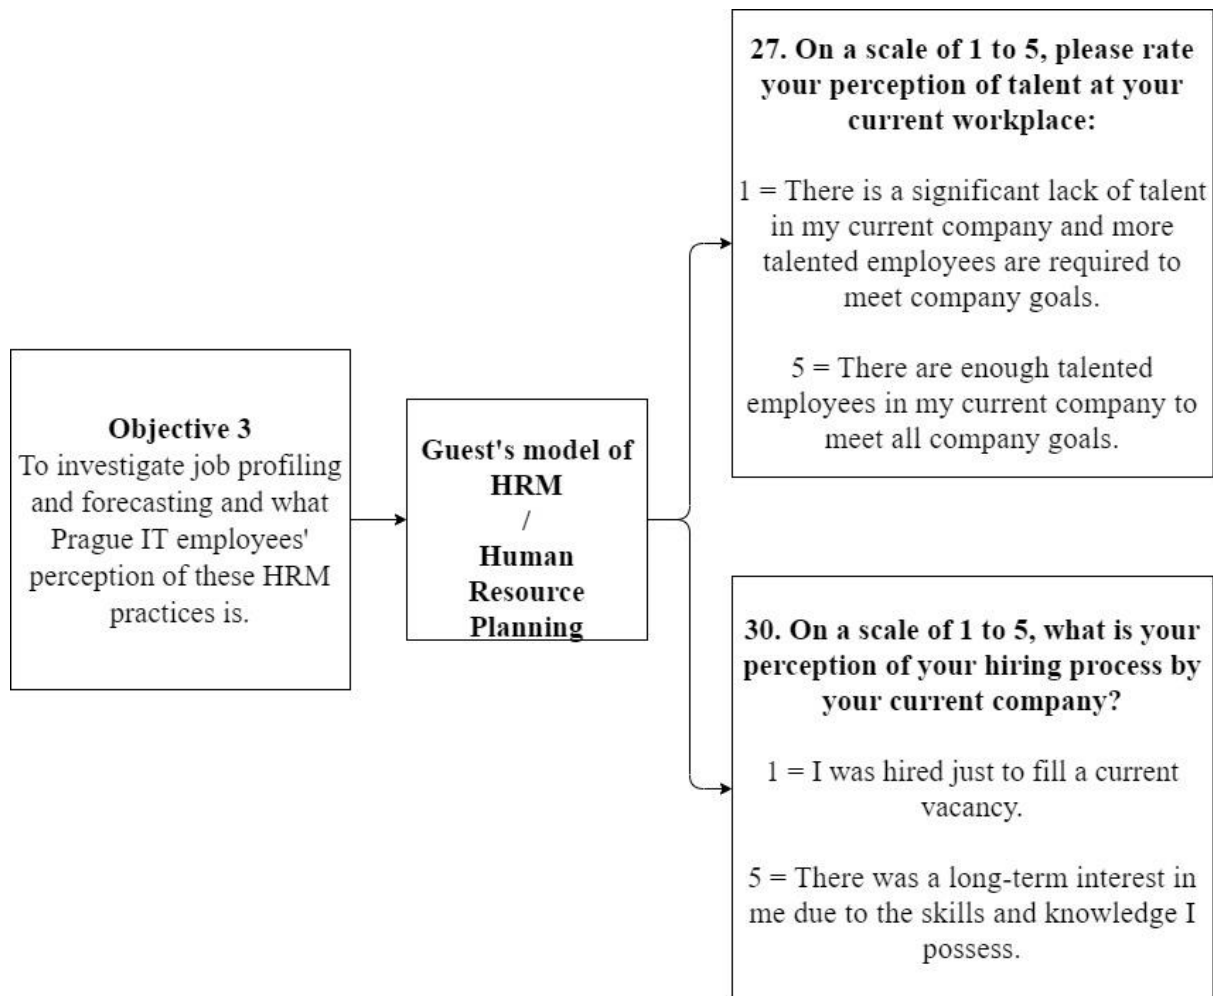 Objective 3
To investigate job profiling
and forecasting and what
Prague IT employees'
perception of these HRM
practices is.
Guest's model of
HRM
/
Human
Resource
Planning
27. On a scale of 1 to 5, please rate
your perception of talent at your
current workplace:
1 = There is a significant lack of talent
in my current company and more
talented employees are required to
meet company goals.
5 = There are enough talented
employees in my current company to
meet all company goals.
30. On a scale of 1 to 5, what is your
perception of your hiring process by
your current company?
1 = I was hired just to fill a current
vacancy.
5 = There was a long-term interest in
me due to the skills and knowledge I
possess.